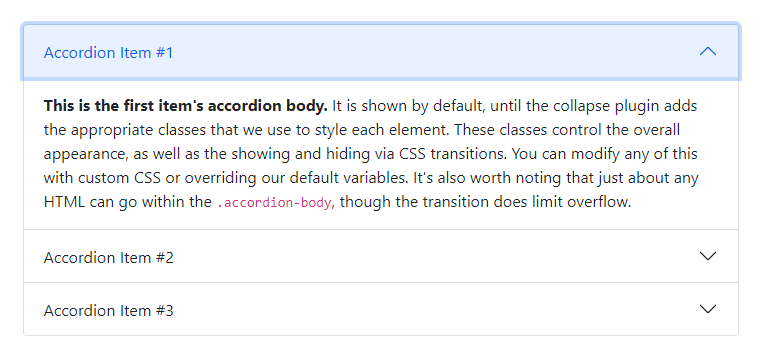 Accordion Item #1
This is the first item's accordion body. It is shown by default, until the collapse plugin adds
the appropriate classes that we use to style each element. These classes control the overall
appearance, as well as the showing and hiding via CSS transitions. You can modify any of this
with custom CSS or overriding our default variables. It's also worth noting that just about any
HTML can go within the .accordion-body, though the transition does limit overflow.
Accordion Item #2
Accordion Item #3